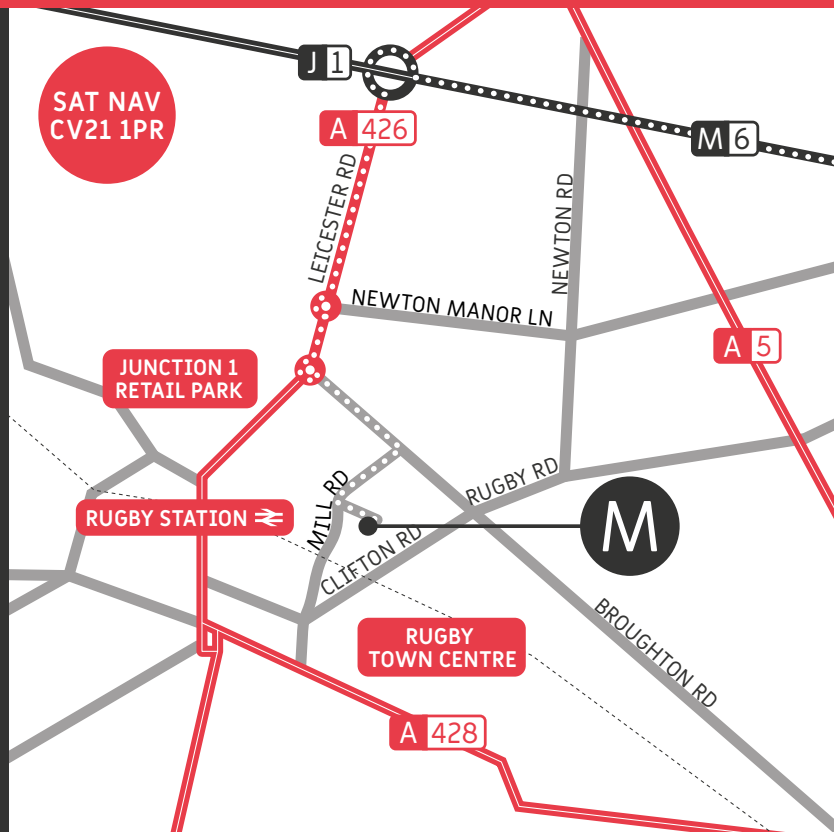 J 1
SAT NAV
CV21 1PR
A 426
M 6
LEICESTER RD
NEWTON RD
NEWTON MANOR LN
A 5
JUNCTION 1
RETAIL PARK
RUGBY RD
MILL RD
RUGBY STATION
M
CLIFTON RD
RUGBY
TOWN CENTRE
BROUGHTON RD
A 428